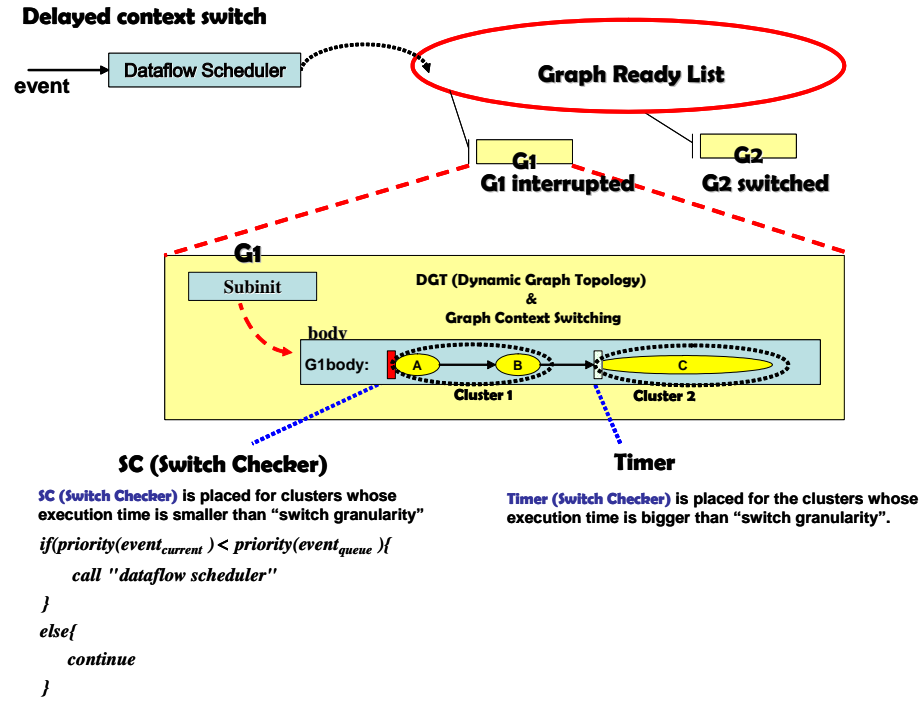 Delayed context switch
event
Dataflow Scheduler
Graph Ready List
G1
G1 interrupted
G2
G2 switched
G1
Subinit
DGT (Dynamic Graph Topology)
&
Graph Context Switching
body
G1body:
A
B
C
Cluster 1
Cluster 2
SC (Switch Checker)
SC (Switch Checker) is placed for clusters whose
execution time is smaller than “switch granularity”
if(priority(event_current ) < priority(event_queue ){
call "dataflow scheduler"
}
else{
continue
}
Timer
Timer (Switch Checker) is placed for the clusters whose
execution time is bigger than “switch granularity”.